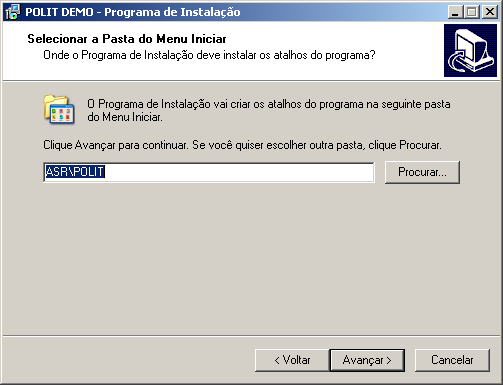 POLIT DEMO - Programa de Instalação
Selecionar a Pasta do Menu Iniciar
Onde o Programa de Instalação deve instalar os atalhos do programa?
O Programa de Instalação vai criar os atalhos do programa na seguinte pasta
do Menu Iniciar.
Clique Avançar para continuar. Se você quiser escolher outra pasta, clique Procurar.
ASR\POLIT
Procurar...
< Voltar
Avançar >
Cancelar